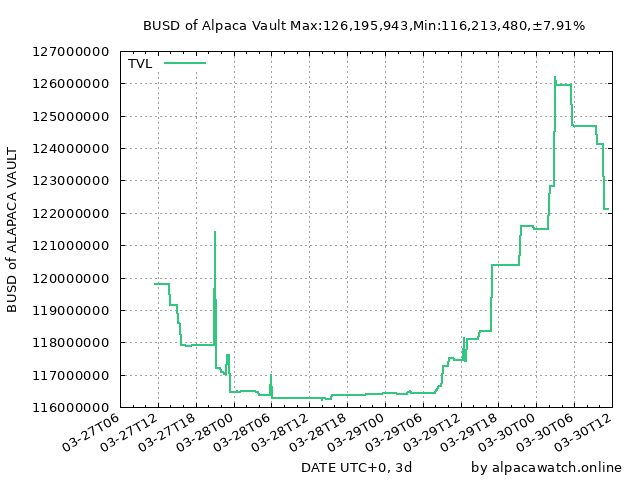 BUSD of Alpaca Vault Max:126,195,943,Min:116,213,480,±7.91%
TVL
127000000
126000000
125000000
124000000
123000000
122000000
121000000
120000000
119000000
118000000
117000000
116000000
BUSD of ALAPACA VAULT
03-27T06
03-27T12
03-27T18
03-28T00
03-28T06
03-28T12
03-28T18
03-29T00
03-29T06
03-29T12
03-29T18
03-30T00
03-30T06
03-30T12
DATE UTC+0, 3d
by alpacawatch.online